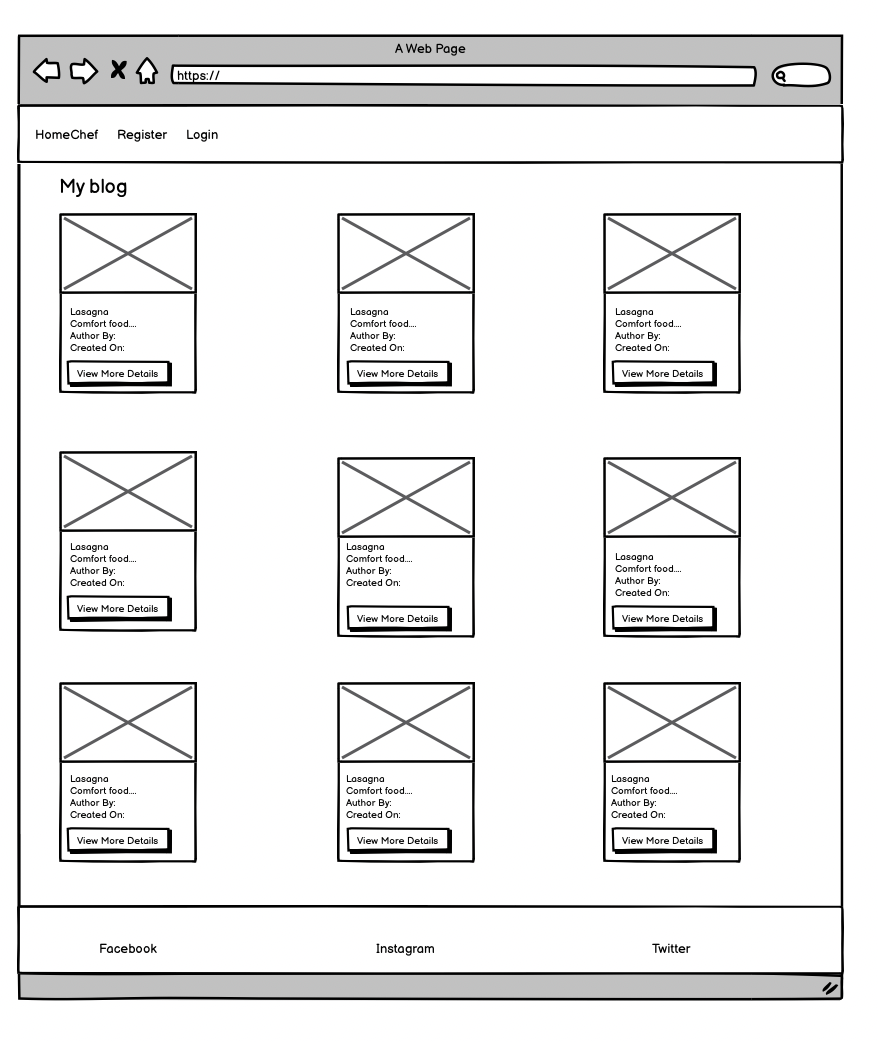 A Web Page
https://
HomeChef Register Login
My blog
Lasagna
Comfort food....
Author By:
Created On:
View More Details
Lasagna
Comfort food....
Author By:
Created On:
View More Details
Lasagna
Comfort food....
Author By:
Created On:
View More Details
Lasagna
Comfort food....
Author By:
Created On:
View More Details
Lasagna
Comfort food....
Author By:
Created On:
View More Details
Lasagna
Comfort food....
Author By:
Created On:
View More Details
Lasagna
Comfort food....
Author By:
Created On:
View More Details
Lasagna
Comfort food....
Author By:
Created On:
View More Details
Lasagna
Comfort food....
Author By:
Created On:
View More Details
Facebook Instagram Twitter